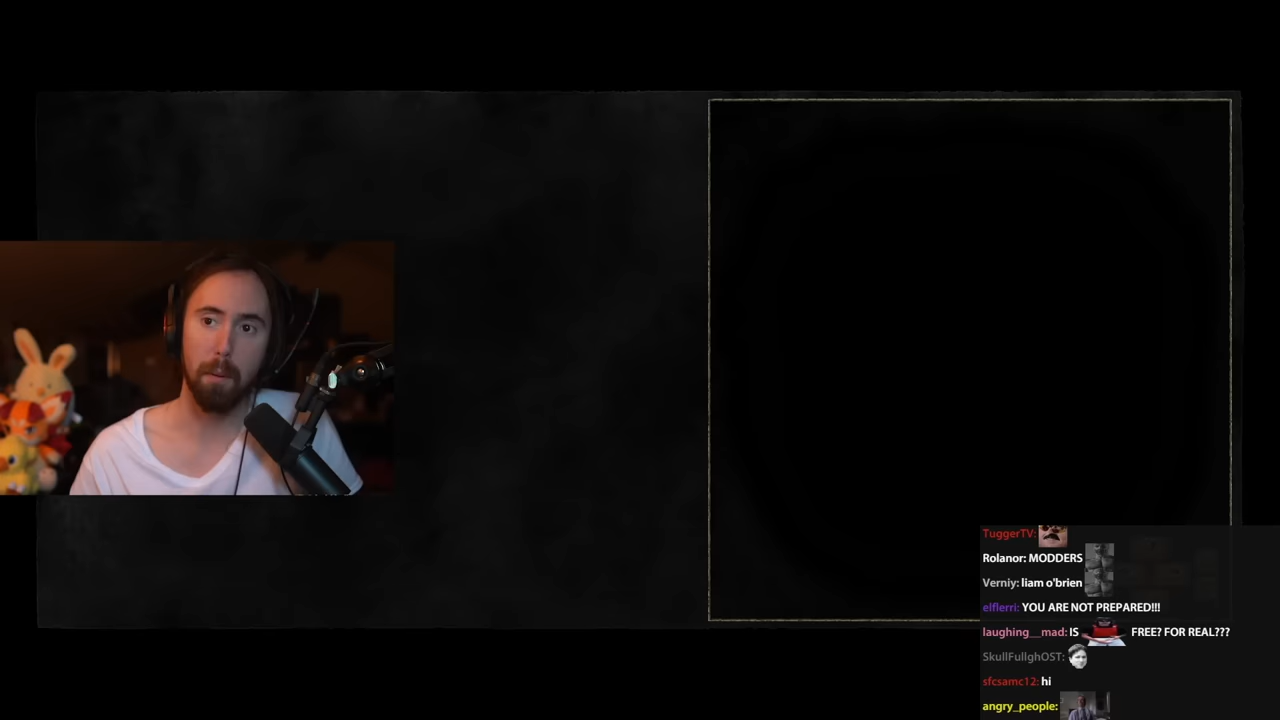 TuggerTV:
Rolanor: MODDERS
Verniy: liam o'brien
elflerri: YOU ARE NOT PREPARED!!!
laughing__mad: IS FREE? FOR REAL???
SkullFullghOST:
sfcsamc12: hi
angry_people: